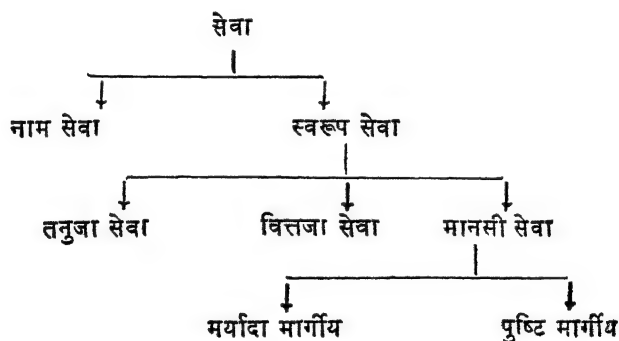 सेवा
नाम सेवा स्वरूप सेवा
तनुजा सेवा वित्तजा सेवा मानसी सेवा
मर्यादा मार्गीय पुष्टि मार्गीय